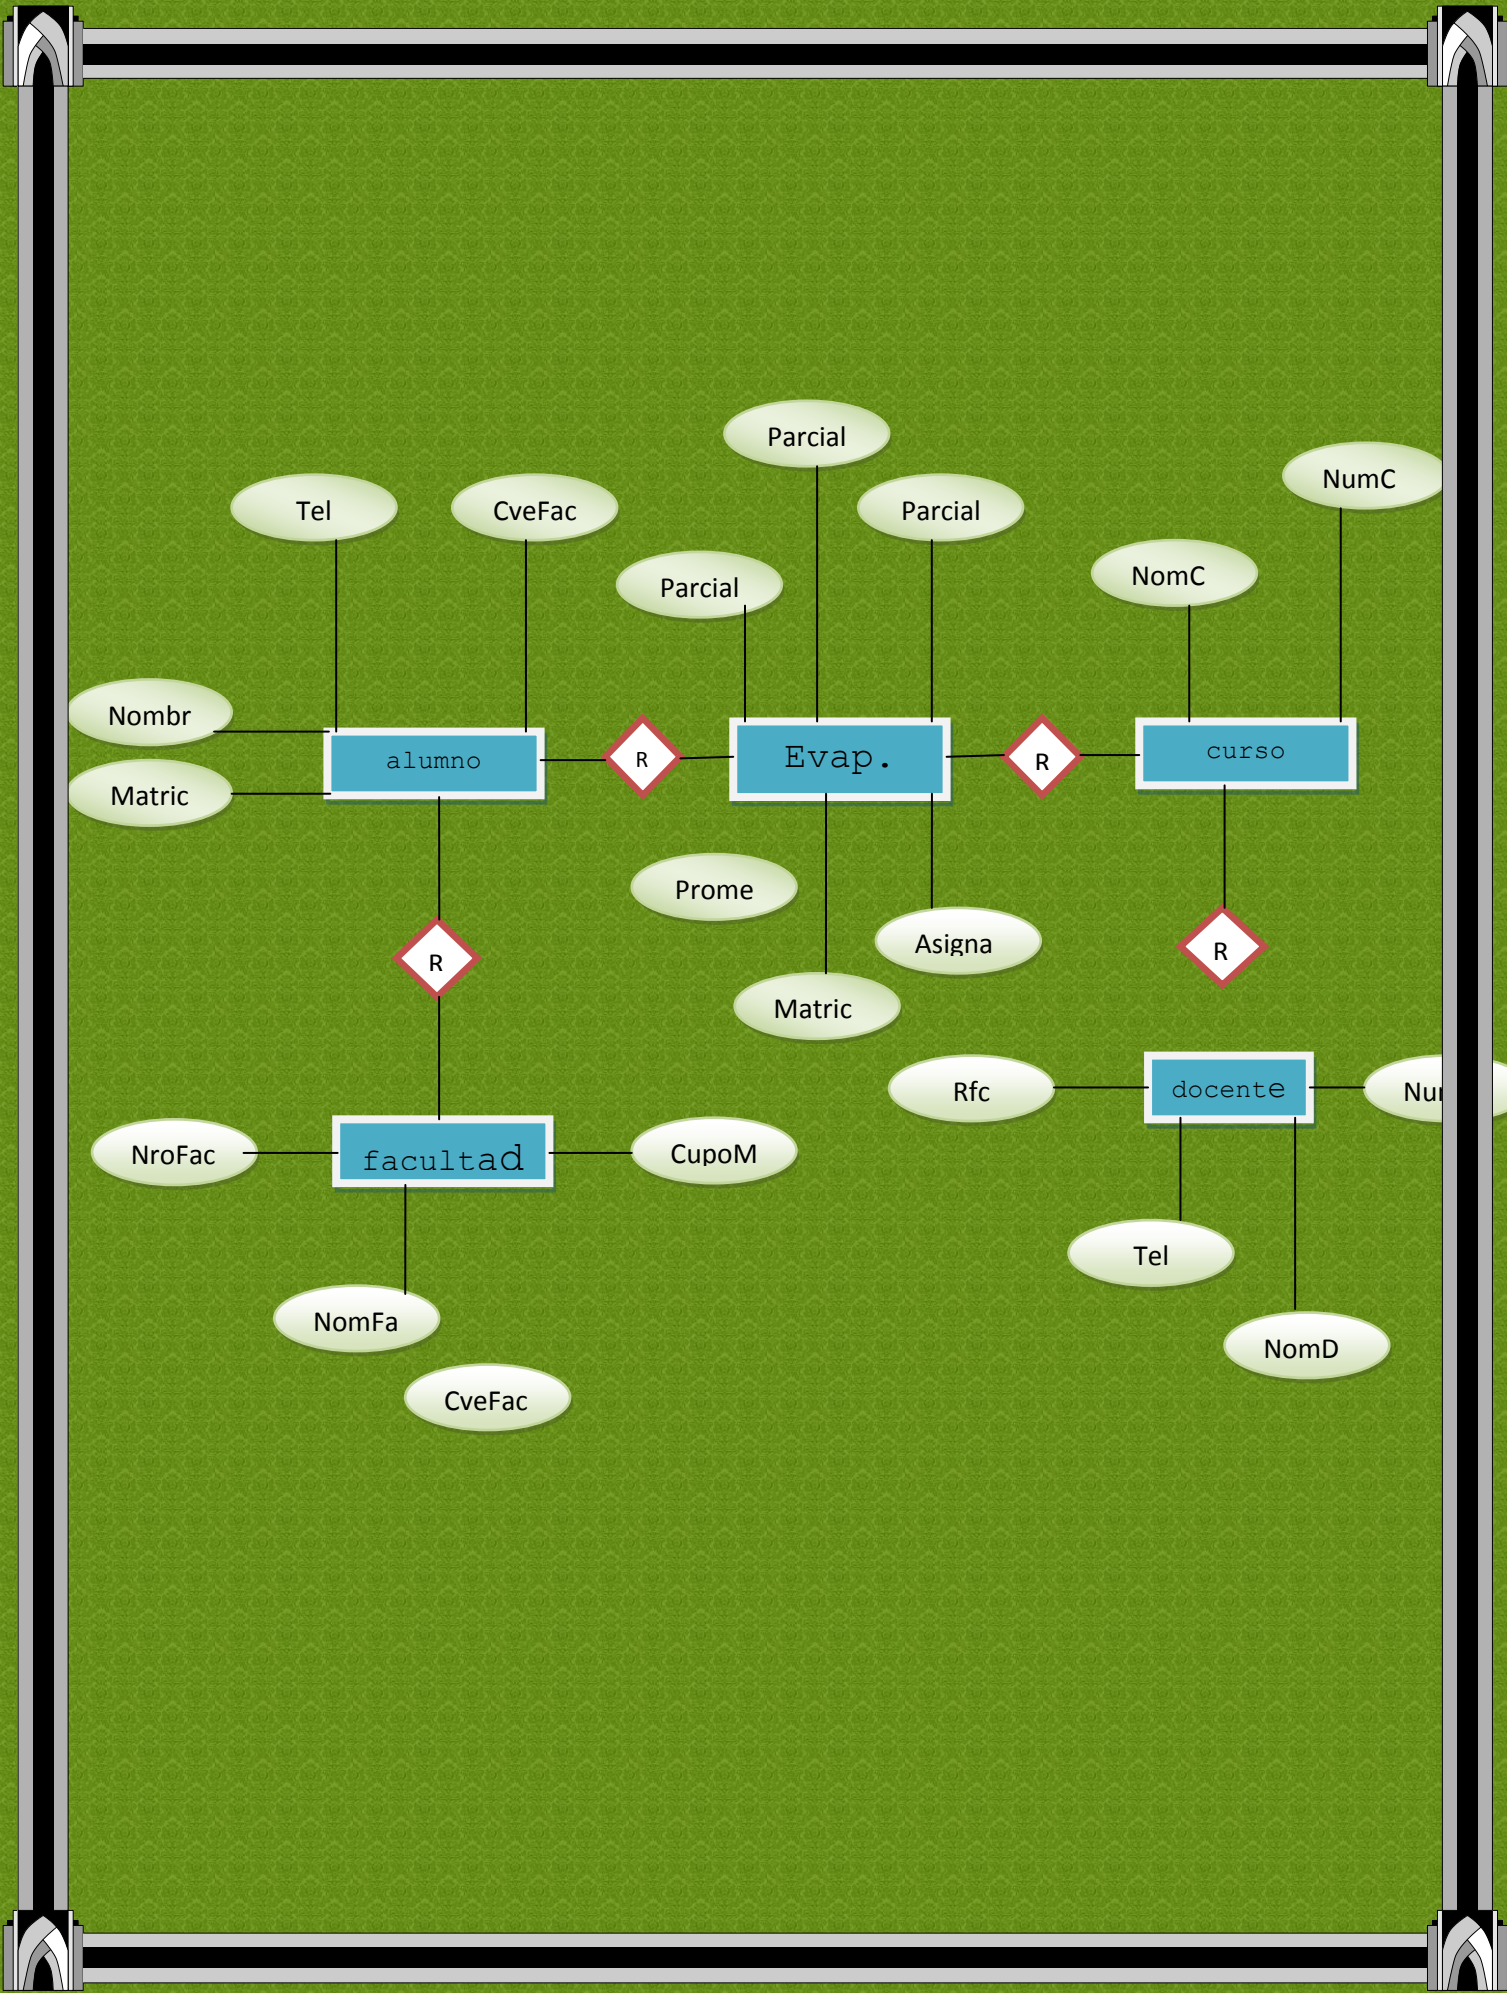 Parcial
NumC
Tel
CveFac
Parcial
NomC
Parcial
Nombr
alumno
R
Evap.
R
curso
Matric
Prome
Asigna
R
R
Matric
Rfc
docente
Nu
NroFac
facultad
CupoM
Tel
NomFa
NomD
CveFac